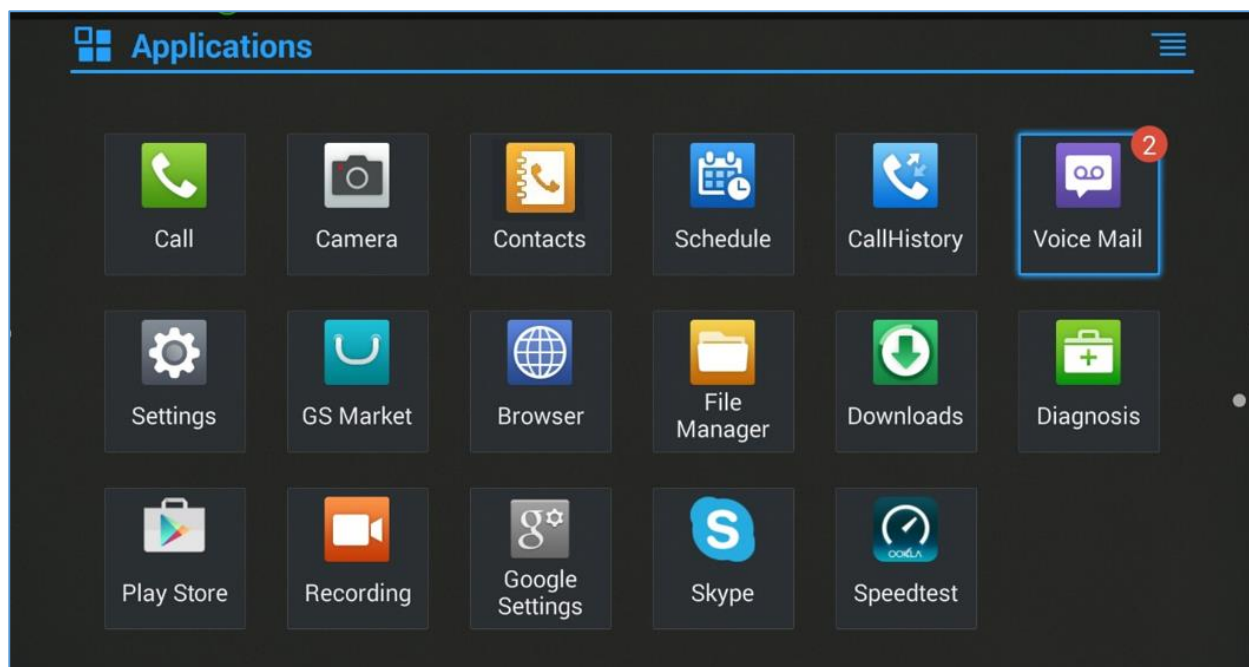 Applications
2
Call
Camera
Contacts
Schedule
CallHistory
Voice Mail
Settings
GS Market
Browser
File
Manager
Downloads
Diagnosis
Play Store
Recording
g
Google
Settings
S
Skype
OOKLA
Speedtest